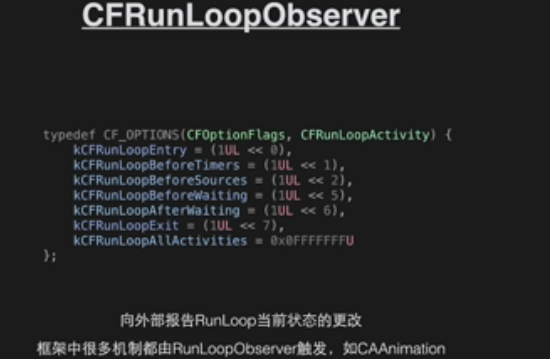 CFRunLoopObserver
typedef CF_OPTIONS(CFOptionFlags, CFRunLoopActivity) {
kCFRunLoopEntry = (1UL << 0),
kCFRunLoopBeforeTimers = (1UL << 1),
kCFRunLoopBeforeSources = (1UL << 2),
kCFRunLoopBeforeWaiting = (1UL << 5),
kCFRunLoopAfterWaiting = (1UL << 6),
kCFRunLoopExit = (1UL << 7),
kCFRunLoopAllActivities = 0x0FFFFFFFU
};
向外部报告RunLoop当前状态的更改
框架中很多机制都由RunLoopObserver触发，如CAAnimation